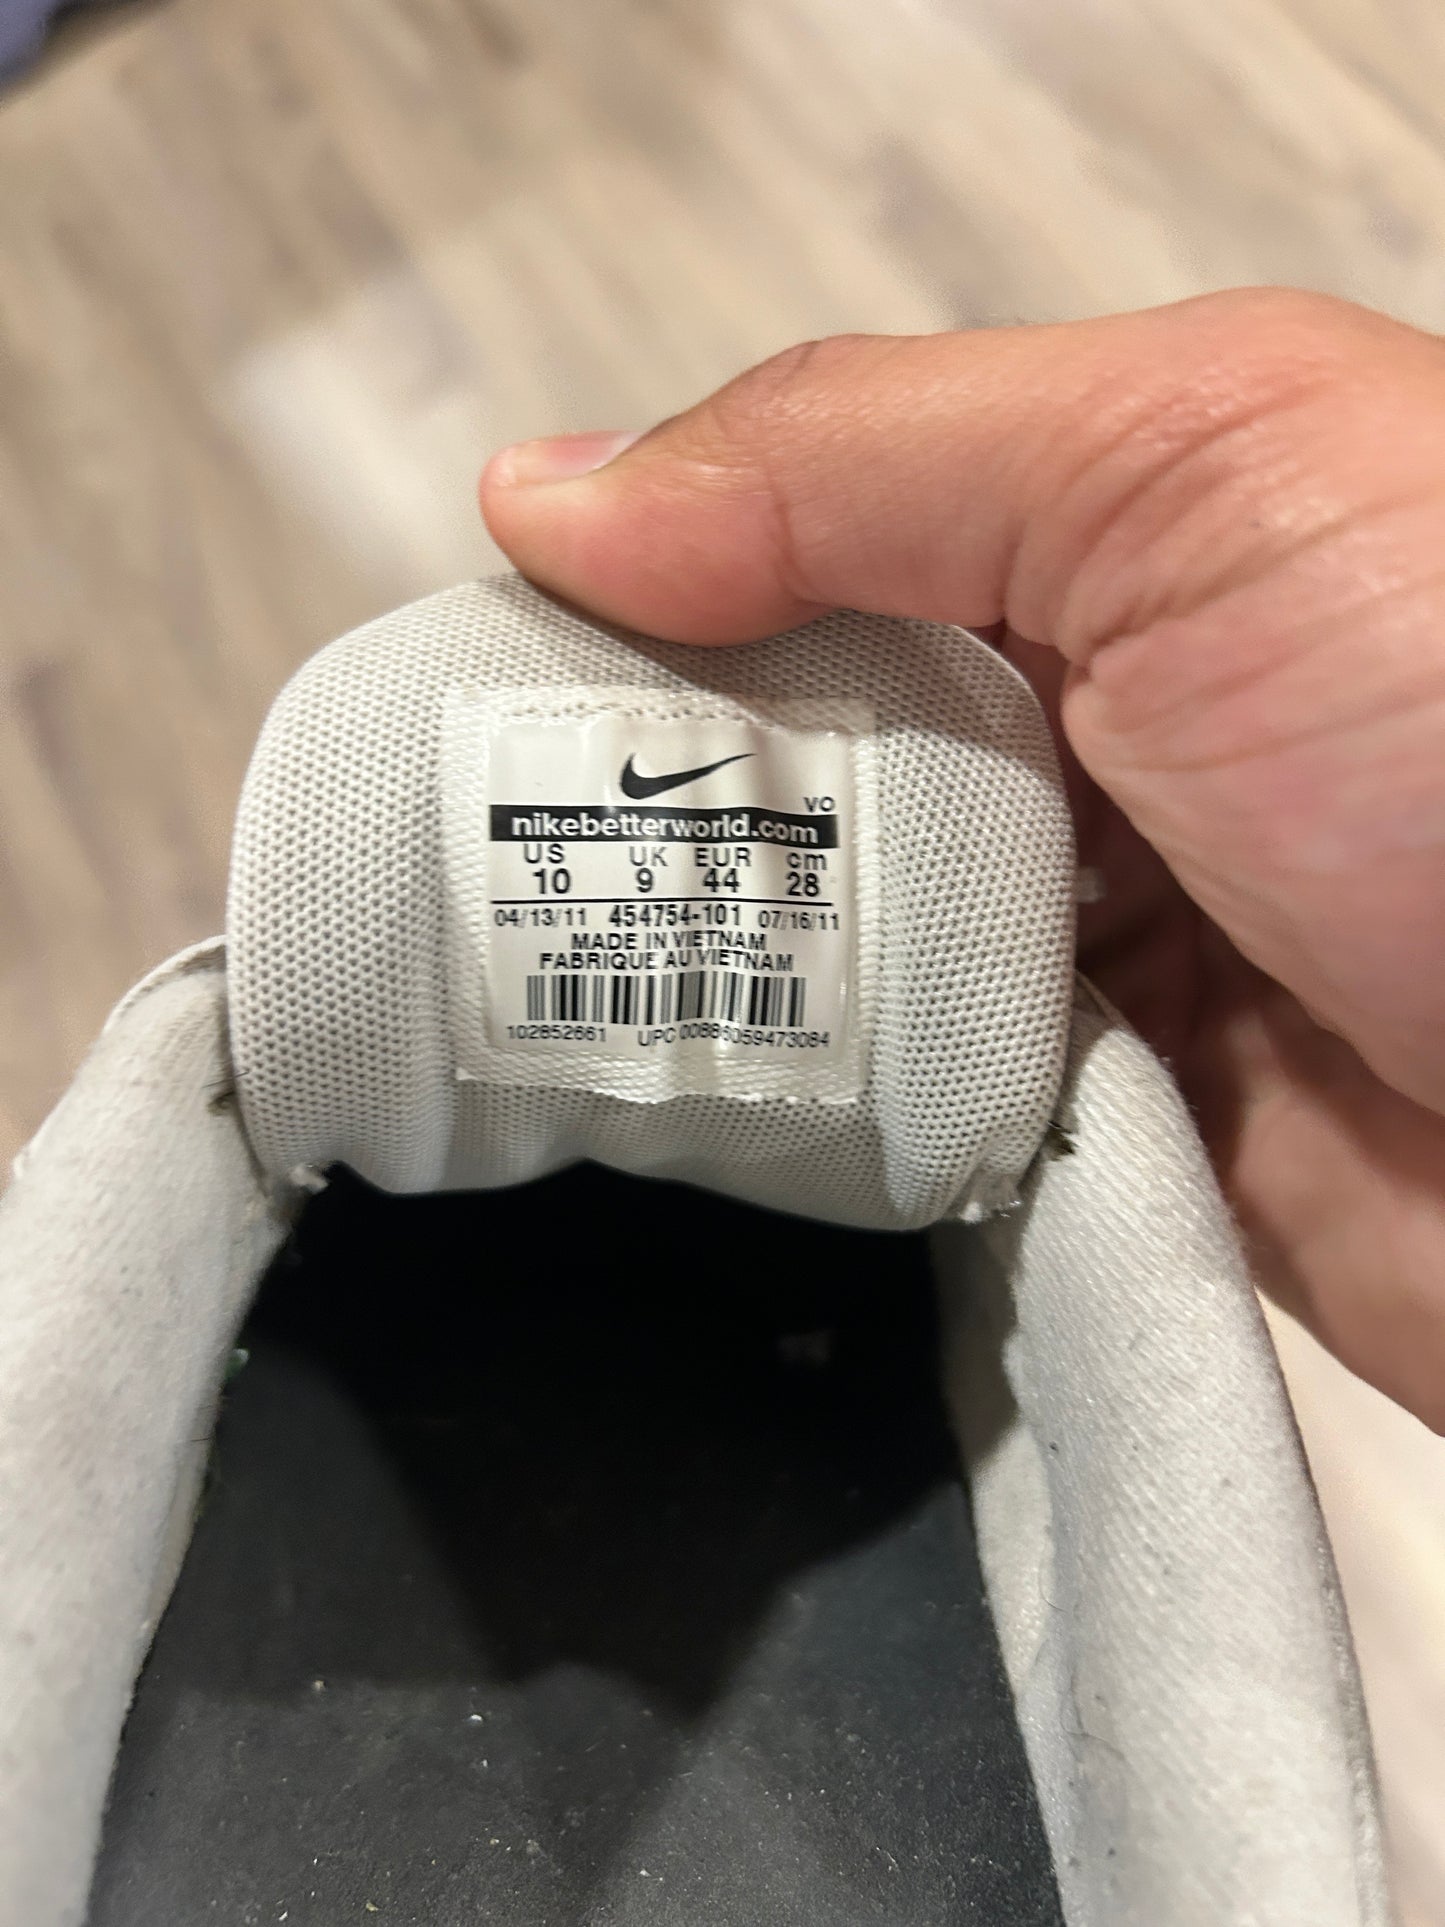 VO
nikebetterworld.com
US UK EUR cm
10 9 44 28
04/13/11 454754-101 07/16/11
MADE IN VIETNAM
FABRIQUE AU VIETNAM
102852661 UPC 00886059473084